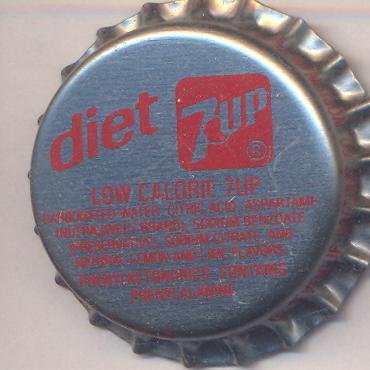 diet 7UP ®
LOW CALORIE 7UP
CARBONATED WATER, CITRIC ACID, ASPARTAME
(NUTRASWEET BRAND), SODIUM BENZOATE
(PRESERVATIVE), SODIUM CITRATE, AND
NATURAL LEMON AND LIME FLAVORS.
PHENYLKETONURICS: CONTAINS
PHENYLALANINE